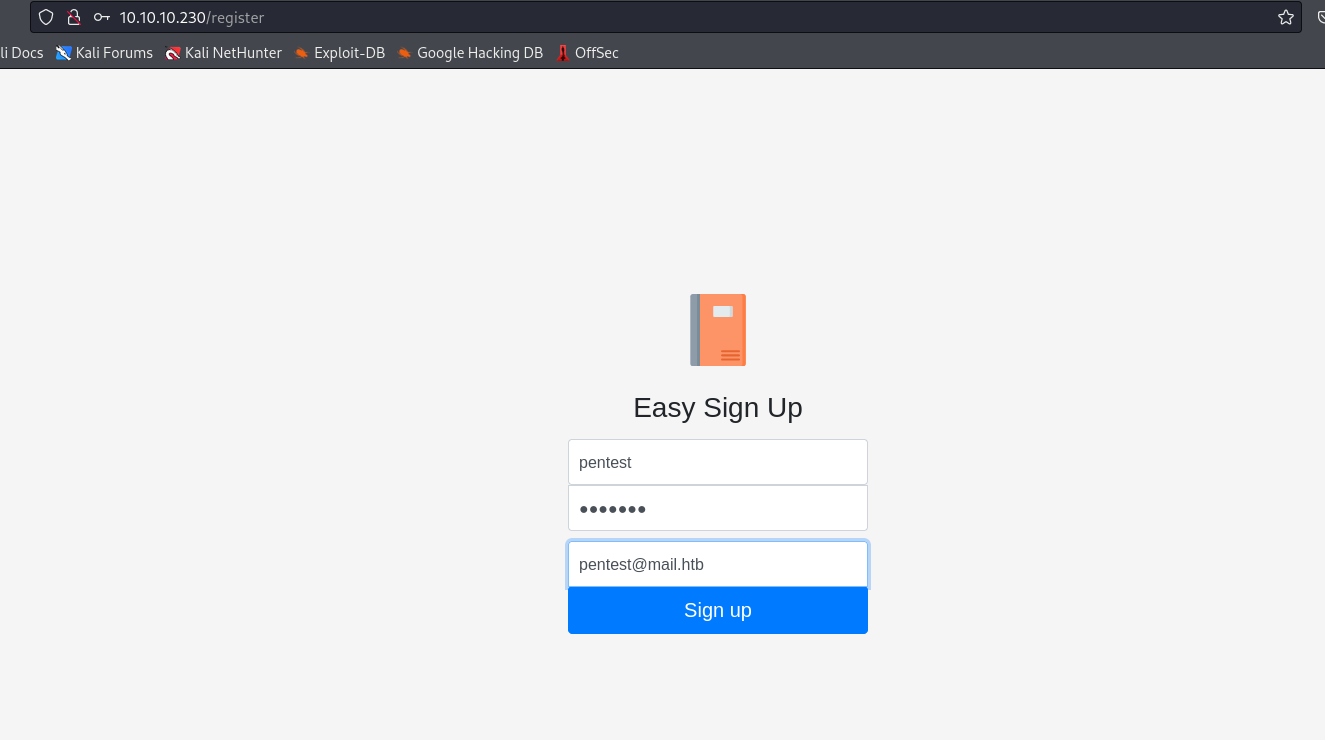 10.10.10.230/register
li Docs Kali Forums Kali NetHunter Exploit-DB Google Hacking DB OffSec
Easy Sign Up
pentest
●●●●●●●
pentest@mail.htb
Sign up